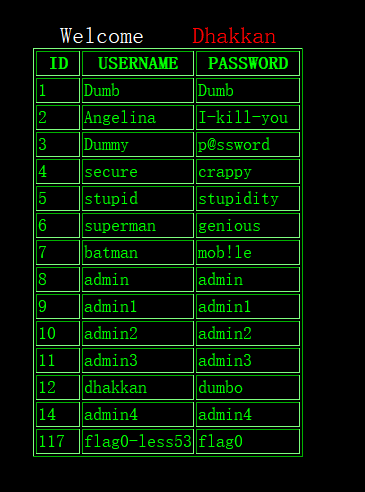 Welcome Dhakkan
ID USERNAME PASSWORD
1 Dumb Dumb
2 Angelina I-kill-you
3 Dummy p@ssword
4 secure crappy
5 stupid stupidity
6 superman genious
7 batman mob!le
8 admin admin
9 admin1 admin1
10 admin2 admin2
11 admin3 admin3
12 dhakkan dumbo
14 admin4 admin4
117 flag0-less53 flag0